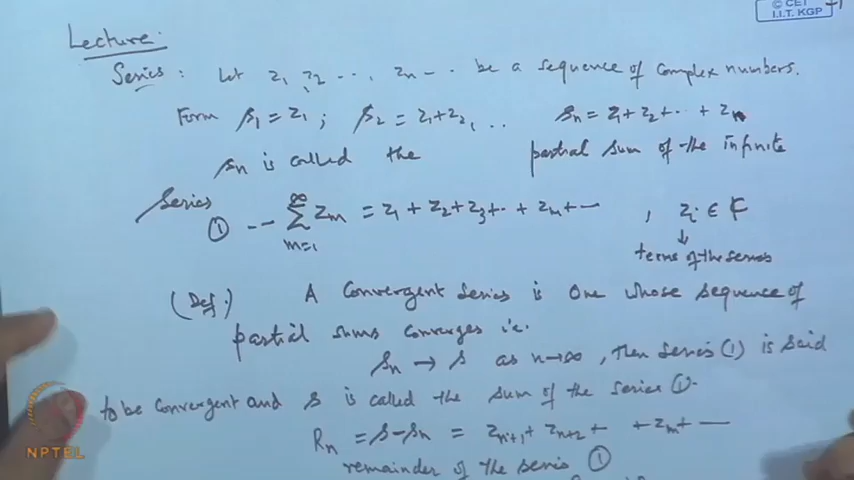 © CET
I.I.T. KGP
Lecture:
Series: Let z1, z2 ..., zn -.. be a sequence of Complex numbers.
Form s1 = z1 ; s2 = z1+z2, ... sn = z1+z2+..+ zn
sn is called the partial sum of the infinite
Series
① -- ∑_{m=1}^{∞} zm = z1 + z2+z3+..+ zm+ -- , zi ∈ ₵
↓
terms of the series
(Def.) A Convergent Series is one whose sequence of
partial sums converges i.e.
sn → s as n→∞, then series ① is said
to be convergent and s is called the sum of the series ①.
Rn = s-sn = zn+1 + zn+2 + +zm+ --
remainder of the series ①
NPTEL